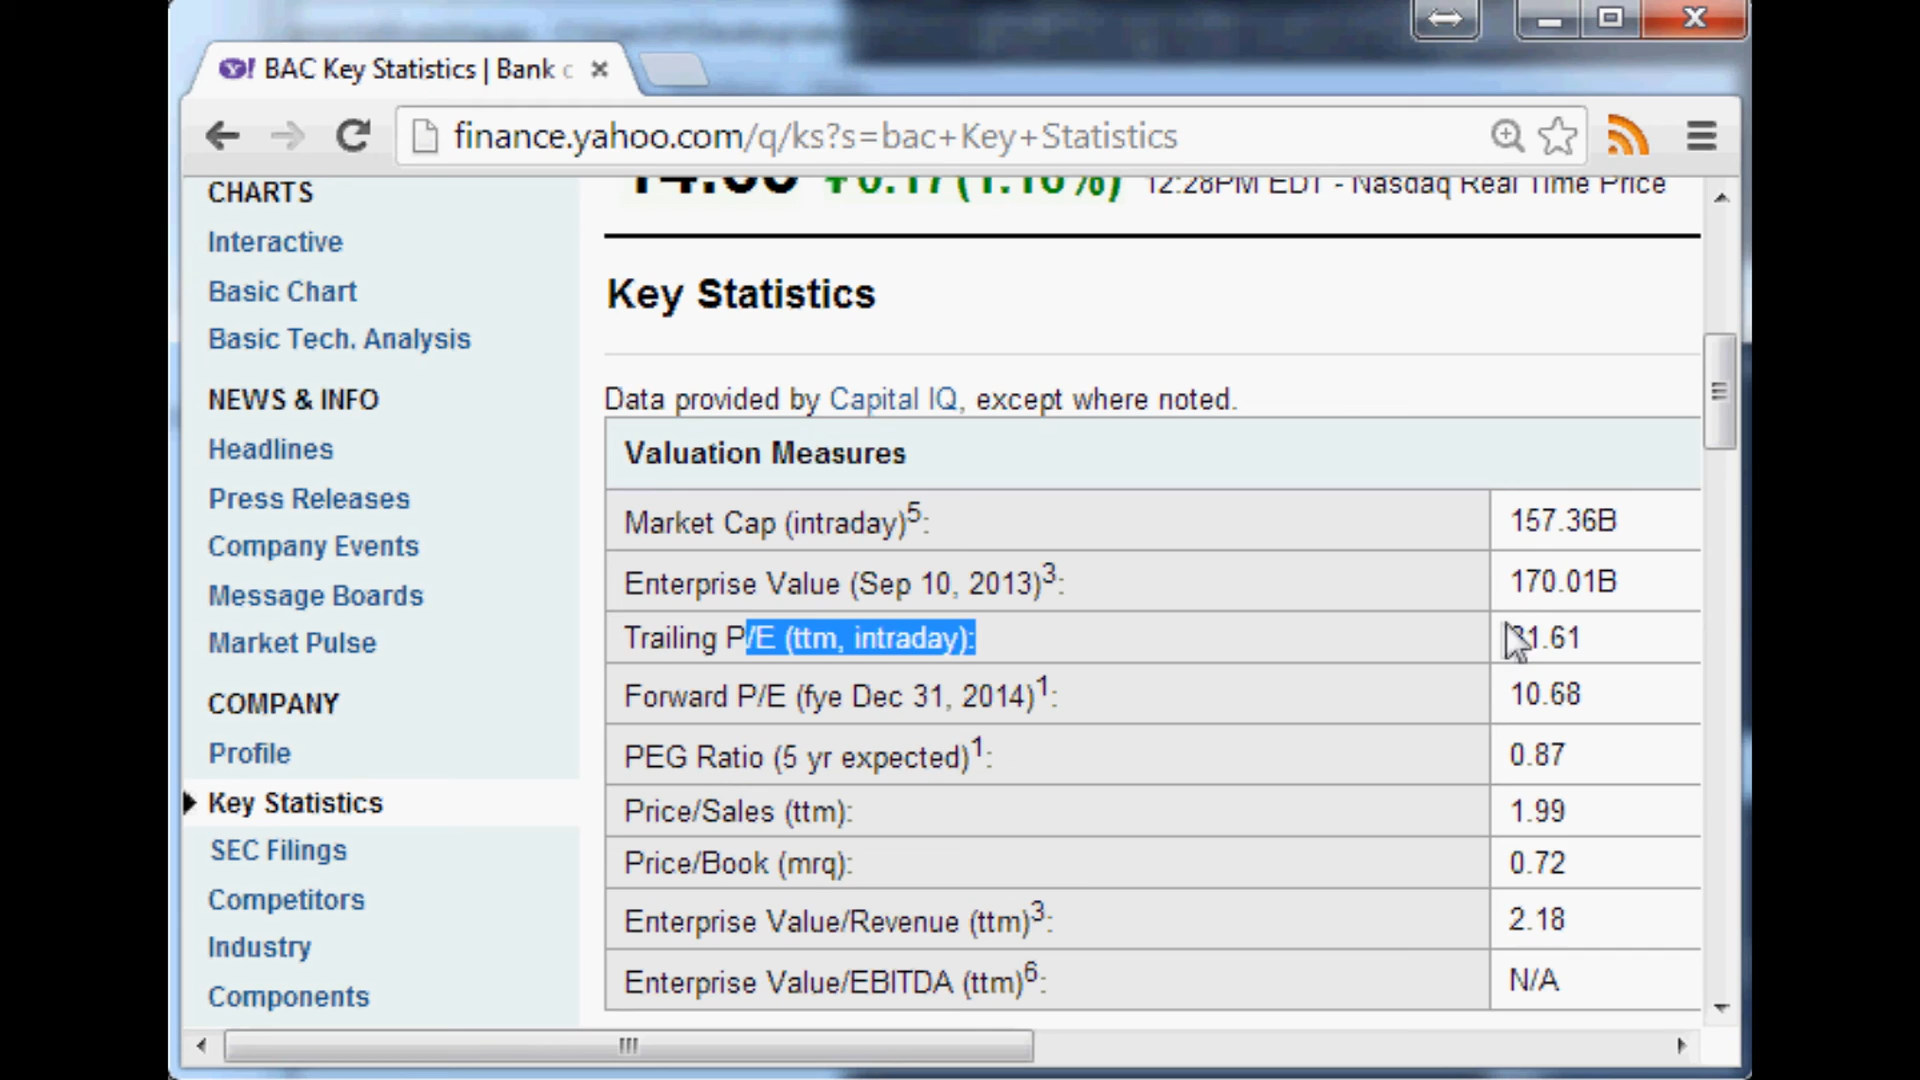 BAC Key Statistics | Bank
finance.yahoo.com/q/ks?s=bac+Key+Statistics
12:28PM EDT - Nasdaq Real Time Price
CHARTS
Interactive
Basic Chart
Basic Tech. Analysis
NEWS & INFO
Headlines
Press Releases
Company Events
Message Boards
Market Pulse
COMPANY
Profile
Key Statistics
SEC Filings
Competitors
Industry
Components
Key Statistics
Data provided by Capital IQ, except where noted.
Valuation Measures
Market Cap (intraday)5: 157.36B
Enterprise Value (Sep 10, 2013)3: 170.01B
Trailing P/E (ttm, intraday):
Forward P/E (fye Dec 31, 2014)1: 10.68
PEG Ratio (5 yr expected)1: 0.87
Price/Sales (ttm): 1.99
Price/Book (mrq): 0.72
Enterprise Value/Revenue (ttm)3: 2.18
Enterprise Value/EBITDA (ttm)6: N/A